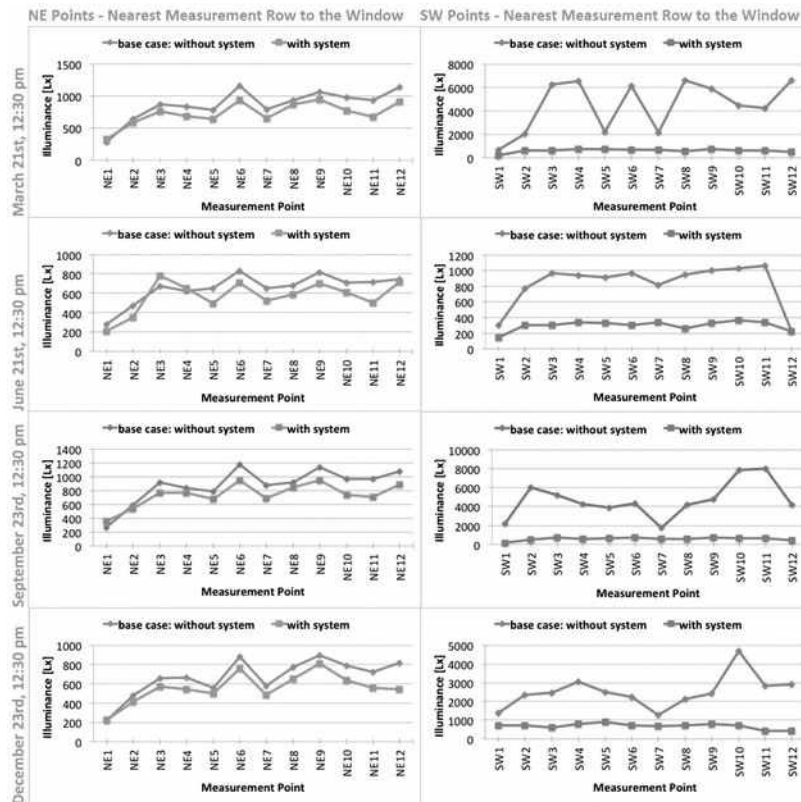 NE Points - Nearest Measurement Row to the Window
SW Points - Nearest Measurement Row to the Window
March 21st, 12:30 pm
base case: without system
with system
Illuminance [Lx]
1500
1000
500
0
NE1
NE2
NE3
NE4
NE5
NE6
NE7
NE8
NE9
NE10
NE11
NE12
Measurement Point
base case: without system
with system
Illuminance [Lx]
8000
6000
4000
2000
0
SW1
SW2
SW3
SW4
SW5
SW6
SW7
SW8
SW9
SW10
SW11
SW12
Measurement Point
June 21st, 12:30 pm
base case: without system
with system
Illuminance [Lx]
1000
800
600
400
200
0
NE1
NE2
NE3
NE4
NE5
NE6
NE7
NE8
NE9
NE10
NE11
NE12
Measurement Point
base case: without system
with system
Illuminance [Lx]
1200
1000
800
600
400
200
0
SW1
SW2
SW3
SW4
SW5
SW6
SW7
SW8
SW9
SW10
SW11
SW12
Measurement Point
September 23rd, 12:30 pm
base case: without system
with system
Illuminance [Lx]
1400
1200
1000
800
600
400
200
0
NE1
NE2
NE3
NE4
NE5
NE6
NE7
NE8
NE9
NE10
NE11
NE12
Measurement Point
base case: without system
with system
Illuminance [Lx]
10000
8000
6000
4000
2000
0
SW1
SW2
SW3
SW4
SW5
SW6
SW7
SW8
SW9
SW10
SW11
SW12
Measurement Point
December 23rd, 12:30 pm
base case: without system
with system
Illuminance [Lx]
1000
800
600
400
200
0
NE1
NE2
NE3
NE4
NE5
NE6
NE7
NE8
NE9
NE10
NE11
NE12
Measurement Point
base case: without system
with system
Illuminance [Lx]
5000
4000
3000
2000
1000
0
SW1
SW2
SW3
SW4
SW5
SW6
SW7
SW8
SW9
SW10
SW11
SW12
Measurement Point